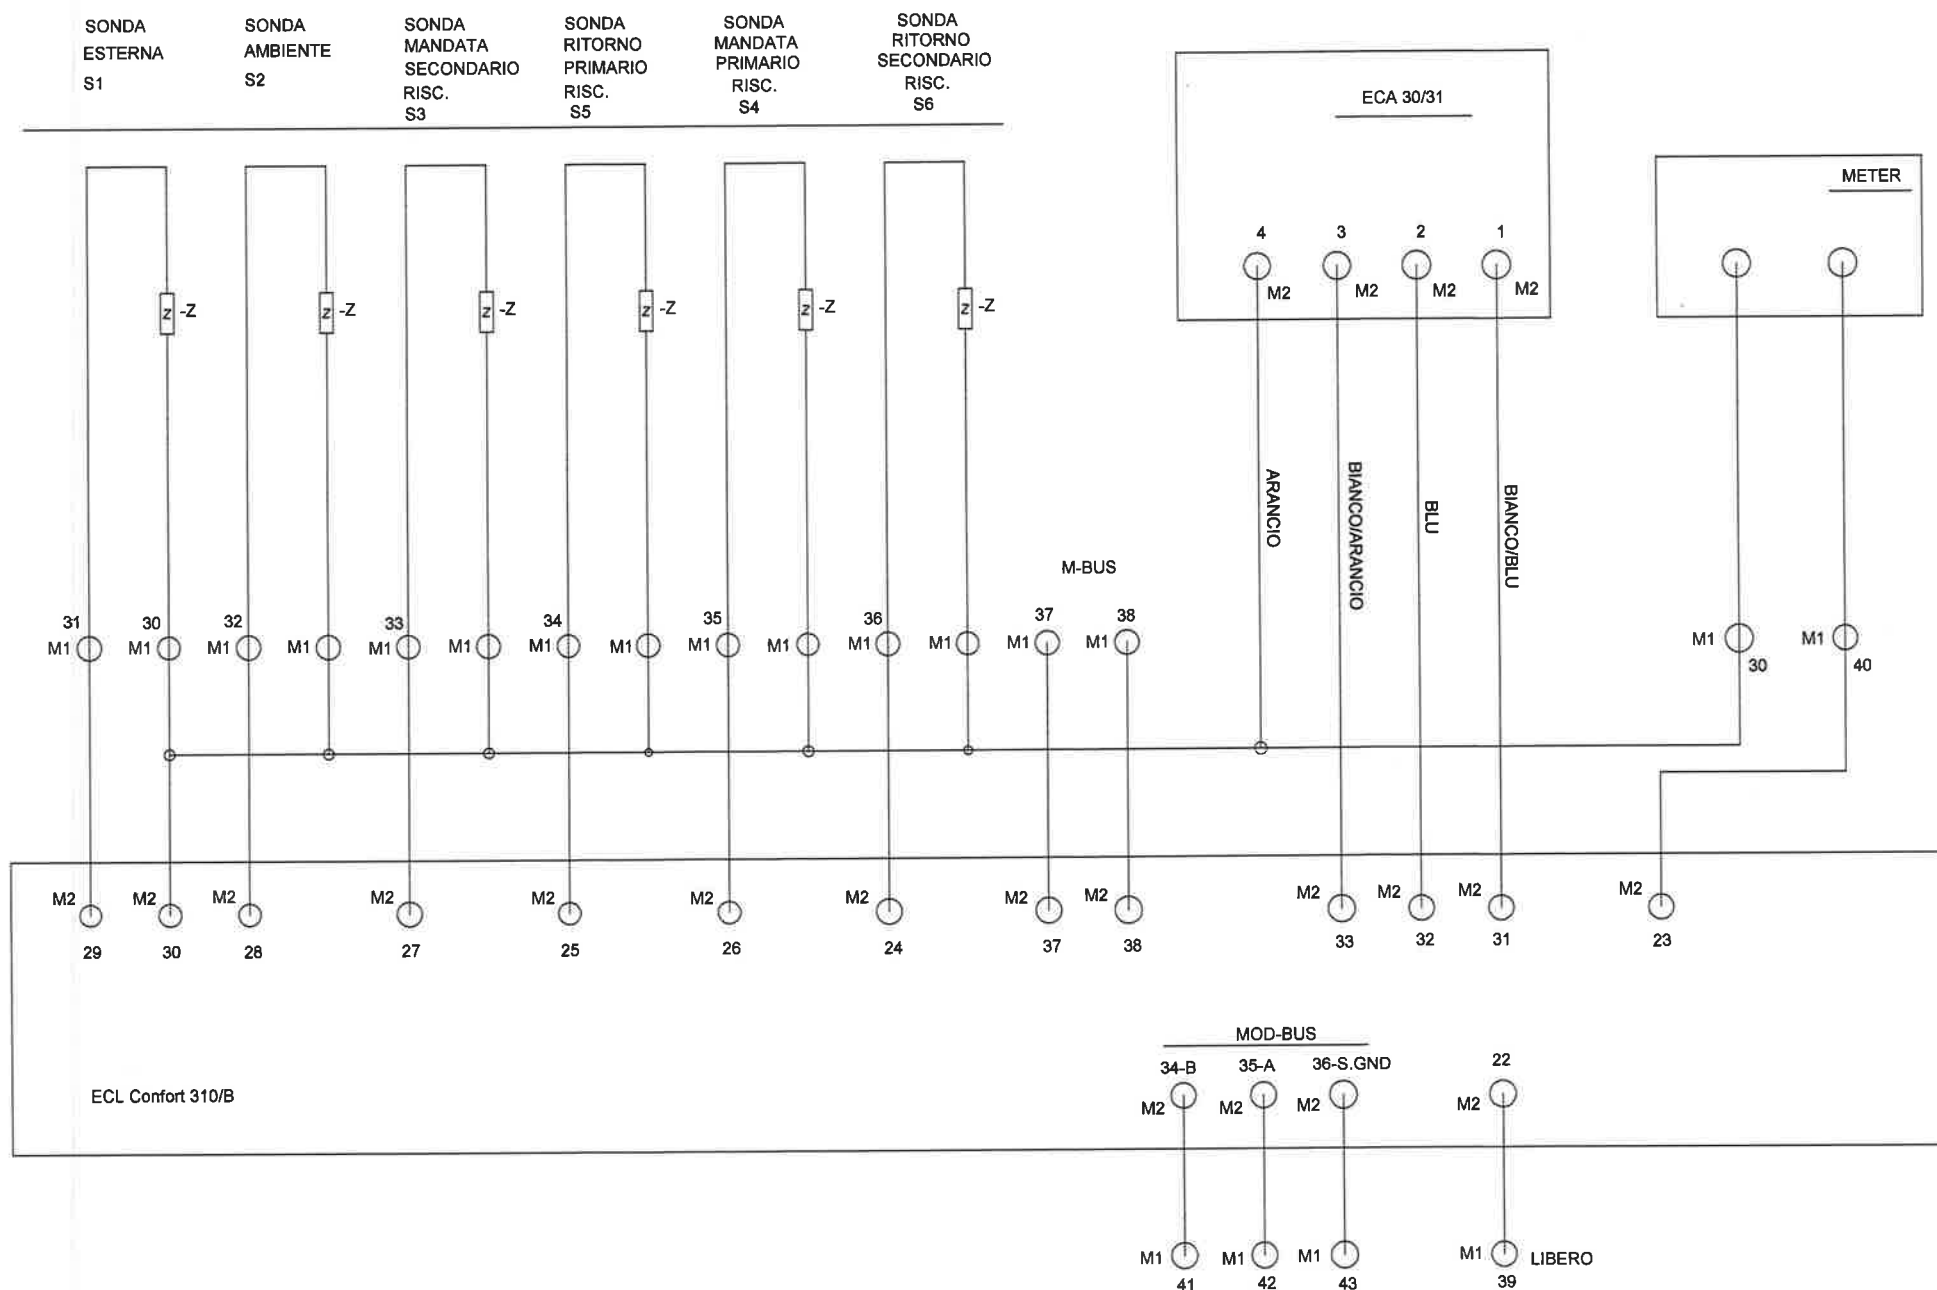 SONDA
ESTERNA
S1
SONDA
AMBIENTE
S2
SONDA
MANDATA
SECONDARIO
RISC.
S3
SONDA
RITORNO
PRIMARIO
RISC.
S5
SONDA
MANDATA
PRIMARIO
RISC.
S4
SONDA
RITORNO
SECONDARIO
RISC.
S6
ECA 30/31
METER
4 3 2 1
M2 M2 M2 M2
Z -Z Z -Z Z -Z Z -Z Z -Z Z -Z
ARANCIO
BIANCO/ARANCIO
BLU
BIANCO/BLU
M-BUS
31 30 32 33 34 35 36 37 38
M1 M1 M1 M1 M1 M1 M1 M1 M1 M1 M1 M1 M1 M1 M1 M1
30 40
M2 M2 M2 M2 M2 M2 M2 M2 M2 M2 M2 M2 M2
29 30 28 27 25 26 24 37 38 33 32 31 23
MOD-BUS
34-B 35-A 36-S.GND 22
M2 M2 M2 M2
ECL Confort 310/B
M1 M1 M1 M1 LIBERO
41 42 43 39